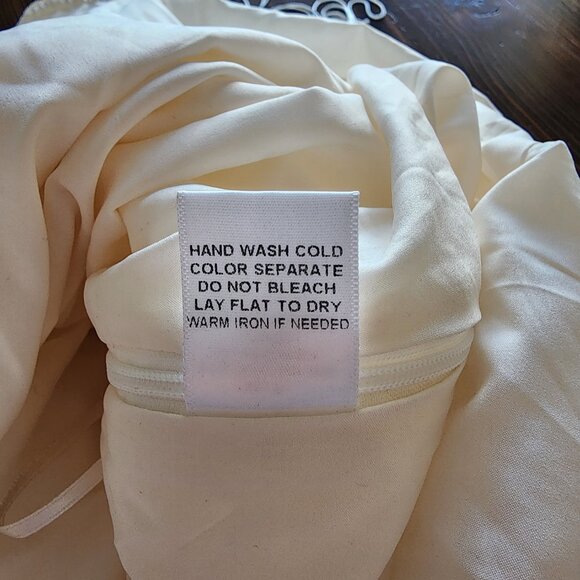 HAND WASH COLD
COLOR SEPARATE
DO NOT BLEACH
LAY FLAT TO DRY
WARM IRON IF NEEDED